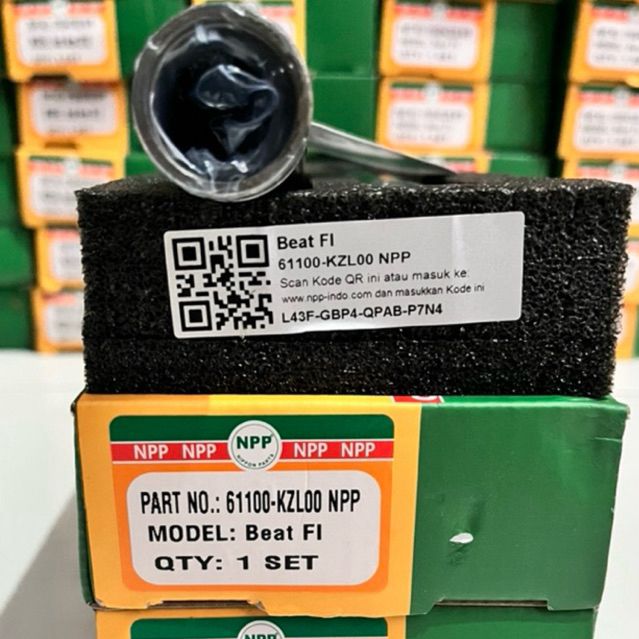 Beat FI
61100-KZL00 NPP
Scan Kode QR ini atau masuk ke:
www.npp-indo.com dan masukkan Kode ini
L43F-GBP4-QPAB-P7N4
NPP NPP NPP NPP NPP
NIPPON PARTS
PART NO.: 61100-KZL00 NPP
MODEL: Beat FI
QTY: 1 SET
NPP